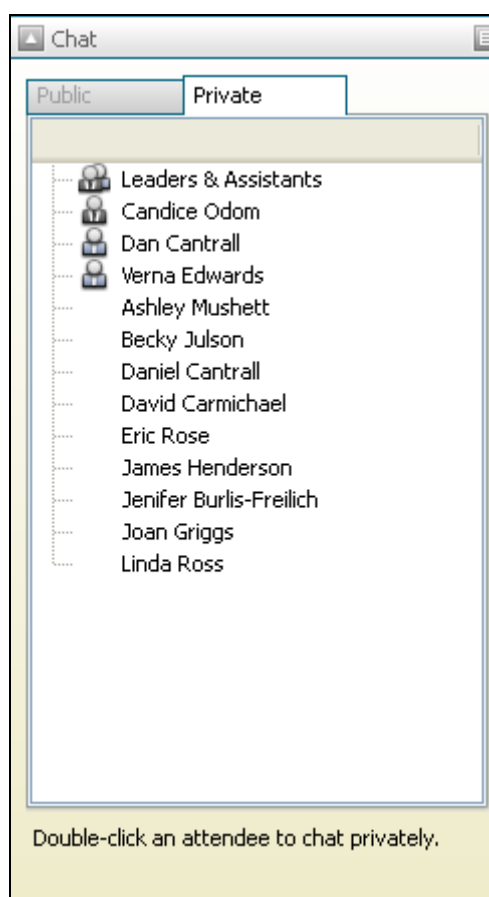 Chat
Public
Private
Leaders & Assistants
Candice Odom
Dan Cantrall
Verna Edwards
Ashley Mushett
Becky Julson
Daniel Cantrall
David Carmichael
Eric Rose
James Henderson
Jenifer Burlis-Freilich
Joan Griggs
Linda Ross
Double-click an attendee to chat privately.